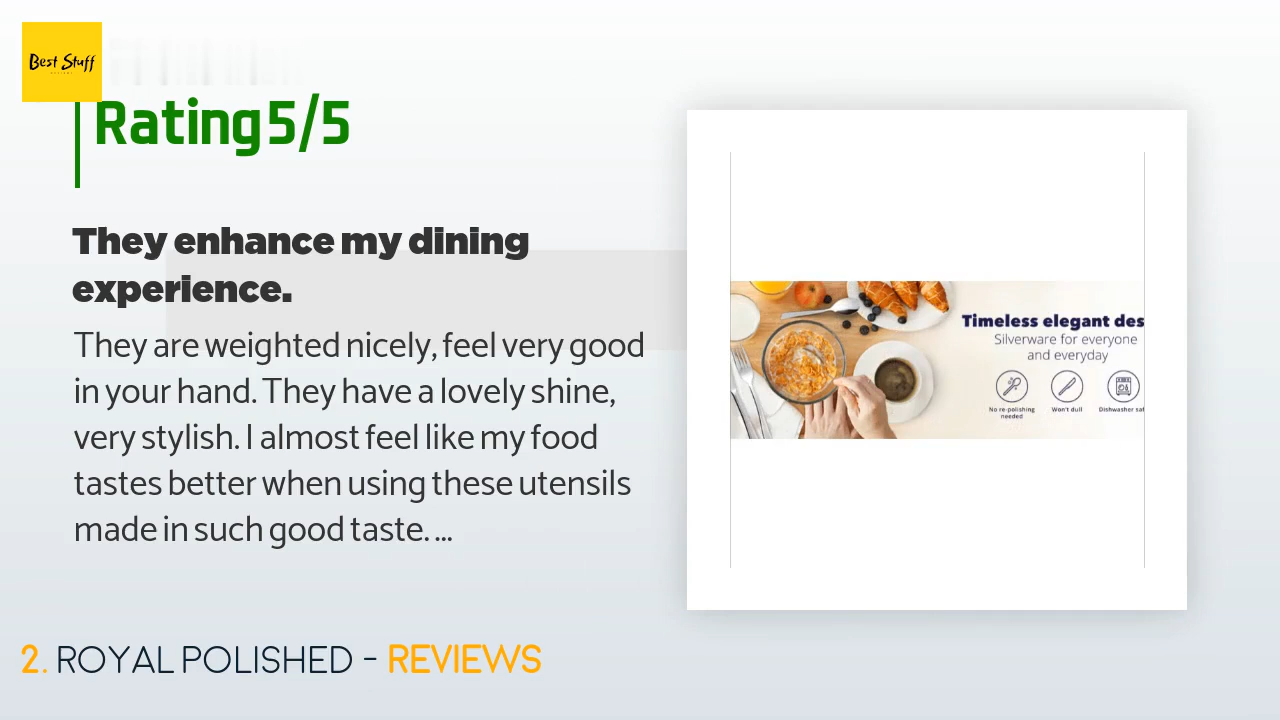 Best Stuff
Rating 5/5
They enhance my dining
experience.
They are weighted nicely, feel very good
in your hand. They have a lovely shine,
very stylish. I almost feel like my food
tastes better when using these utensils
made in such good taste. ...
Timeless elegant des
Silverware for everyone
and everyday
No re-polishing
needed
Won't dull
Dishwasher saf
2. ROYAL POLISHED - REVIEWS